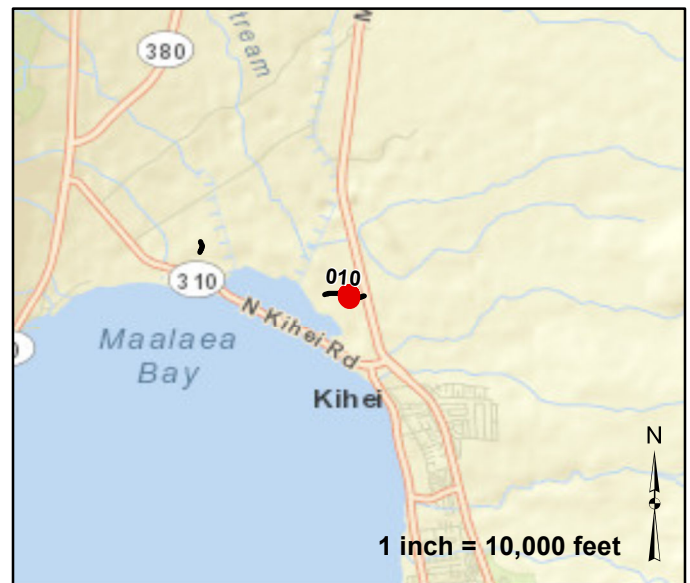 380
tream
010
310
N Kihei Rd
Maalaea
Bay
Kihei
N
1 inch = 10,000 feet